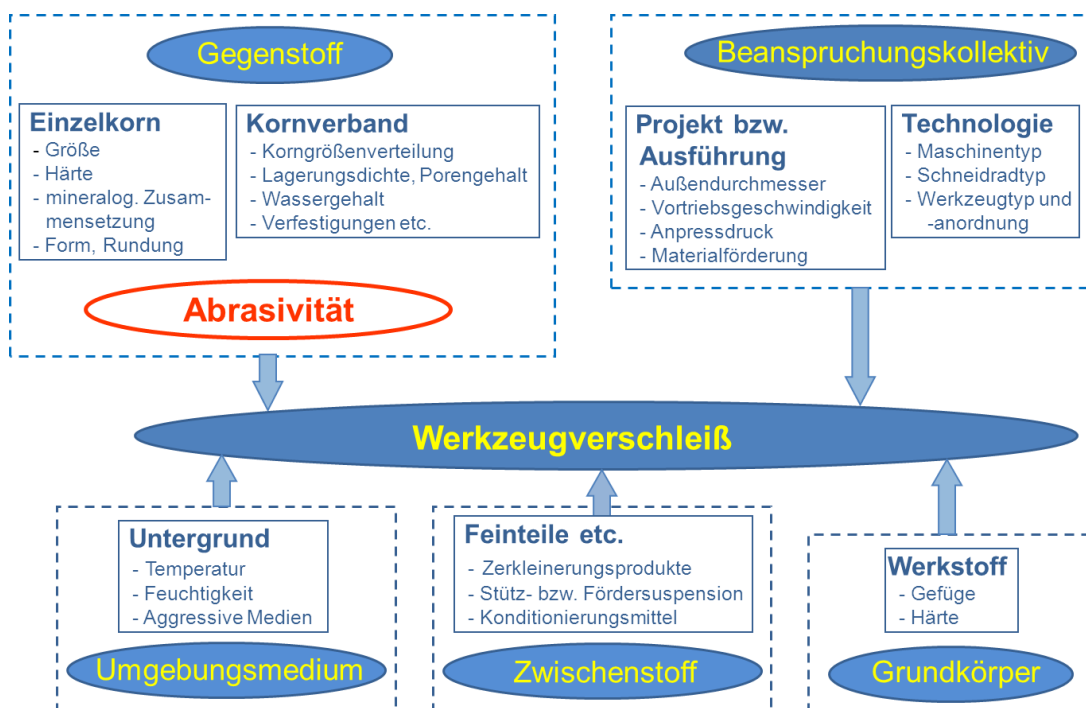 Gegenstoff
Einzelkorn
- Größe
- Härte
- mineralog. Zusam-
mensetzung
- Form, Rundung
Kornverband
- Korngrößenverteilung
- Lagerungsdichte, Porengehalt
- Wassergehalt
- Verfestigungen etc.
Abrasivität
Beanspruchungskollektiv
Projekt bzw.
Ausführung
- Außendurchmesser
- Vortriebsgeschwindigkeit
- Anpressdruck
- Materialförderung
Technologie
- Maschinentyp
- Schneidradtyp
- Werkzeugtyp und
-anordnung
Werkzeugverschleiß
Untergrund
- Temperatur
- Feuchtigkeit
- Aggressive Medien
Umgebungsmedium
Feinteile etc.
- Zerkleinerungsprodukte
- Stütz- bzw. Fördersuspension
- Konditionierungsmittel
Zwischenstoff
Werkstoff
- Gefüge
- Härte
Grundkörper